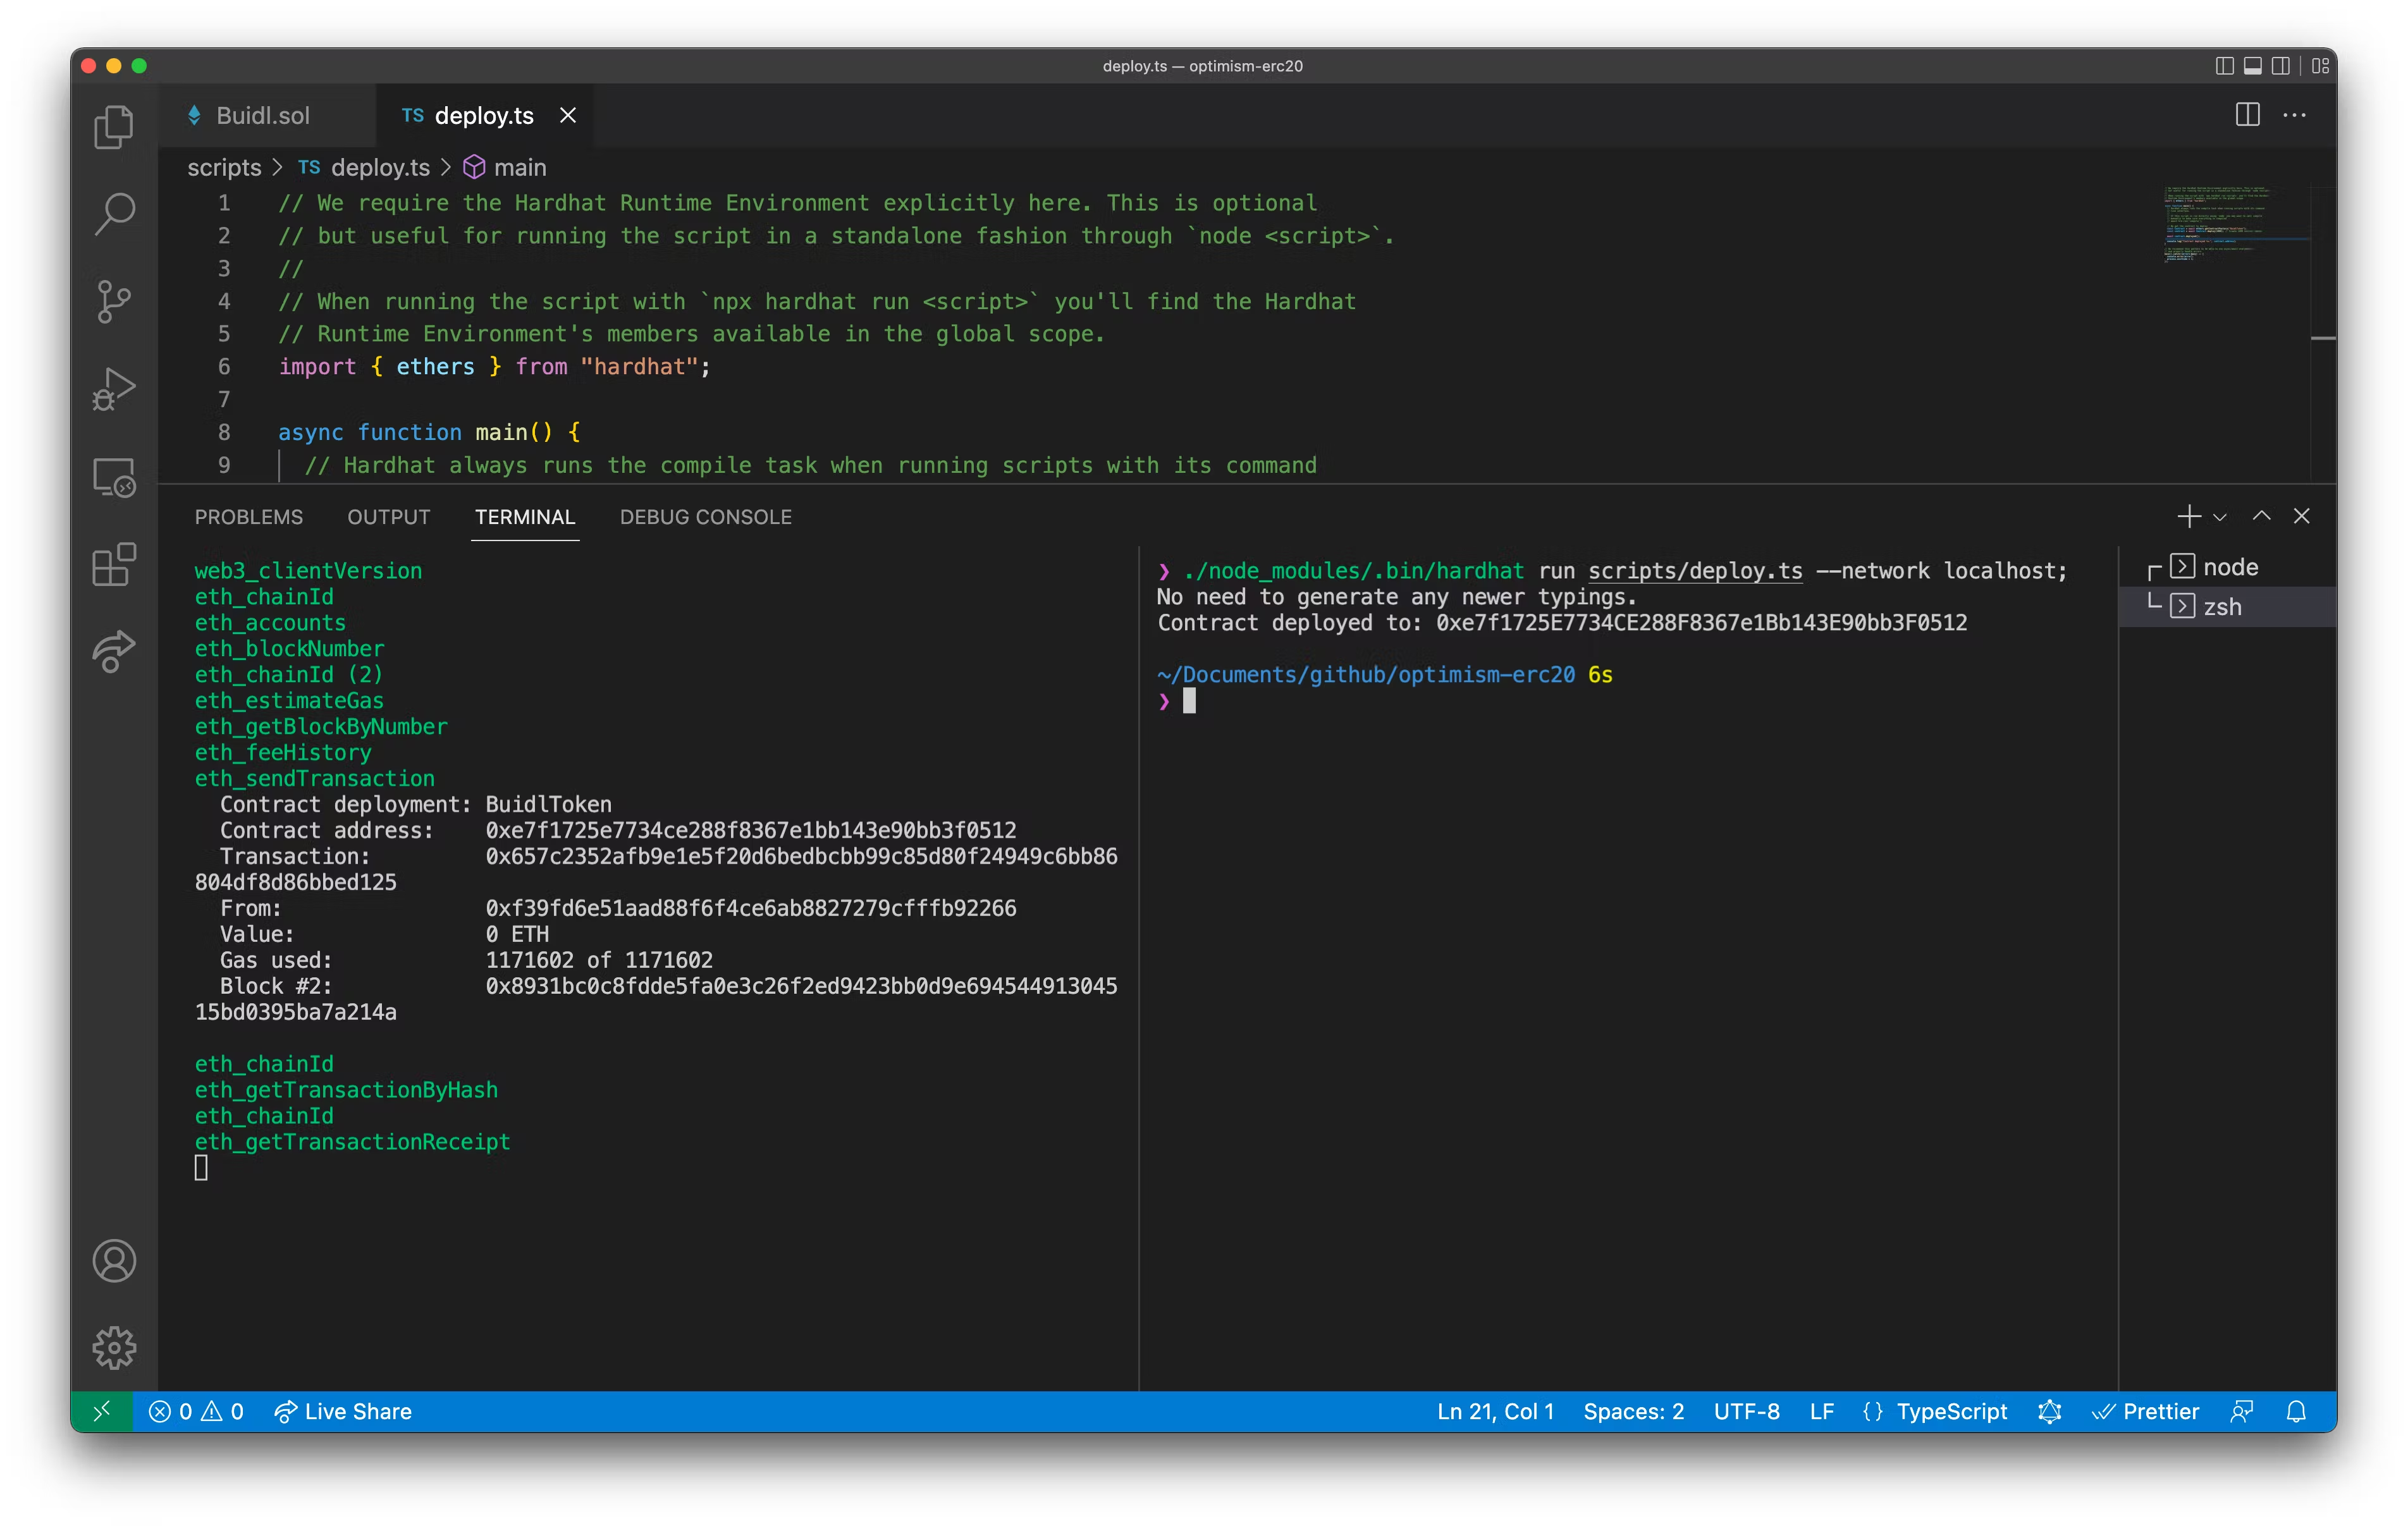 deploy.ts — optimism-erc20
Buidl.sol
TS deploy.ts
scripts > TS deploy.ts > main
1 // We require the Hardhat Runtime Environment explicitly here. This is optional
2 // but useful for running the script in a standalone fashion through `node <script>`.
3 //
4 // When running the script with `npx hardhat run <script>` you'll find the Hardhat
5 // Runtime Environment's members available in the global scope.
6 import { ethers } from "hardhat";
7
8 async function main() {
9 // Hardhat always runs the compile task when running scripts with its command
PROBLEMS OUTPUT TERMINAL DEBUG CONSOLE
web3_clientVersion
eth_chainId
eth_accounts
eth_blockNumber
eth_chainId (2)
eth_estimateGas
eth_getBlockByNumber
eth_feeHistory
eth_sendTransaction
Contract deployment: BuidlToken
Contract address: 0xe7f1725e7734ce288f8367e1bb143e90bb3f0512
Transaction: 0x657c2352afb9e1e5f20d6bedbcbb99c85d80f24949c6bb86
804df8d86bbed125
From: 0xf39fd6e51aad88f6f4ce6ab8827279cfffb92266
Value: 0 ETH
Gas used: 1171602 of 1171602
Block #2: 0x8931bc0c8fdde5fa0e3c26f2ed9423bb0d9e694544913045
15bd0395ba7a214a
eth_chainId
eth_getTransactionByHash
eth_chainId
eth_getTransactionReceipt
❯ ./node_modules/.bin/hardhat run scripts/deploy.ts --network localhost;
No need to generate any newer typings.
Contract deployed to: 0xe7f1725E7734CE288F8367e1Bb143E90bb3F0512
~/Documents/github/optimism-erc20 6s
❯
node
zsh
0 0 Live Share
Ln 21, Col 1 Spaces: 2 UTF-8 LF {} TypeScript Prettier